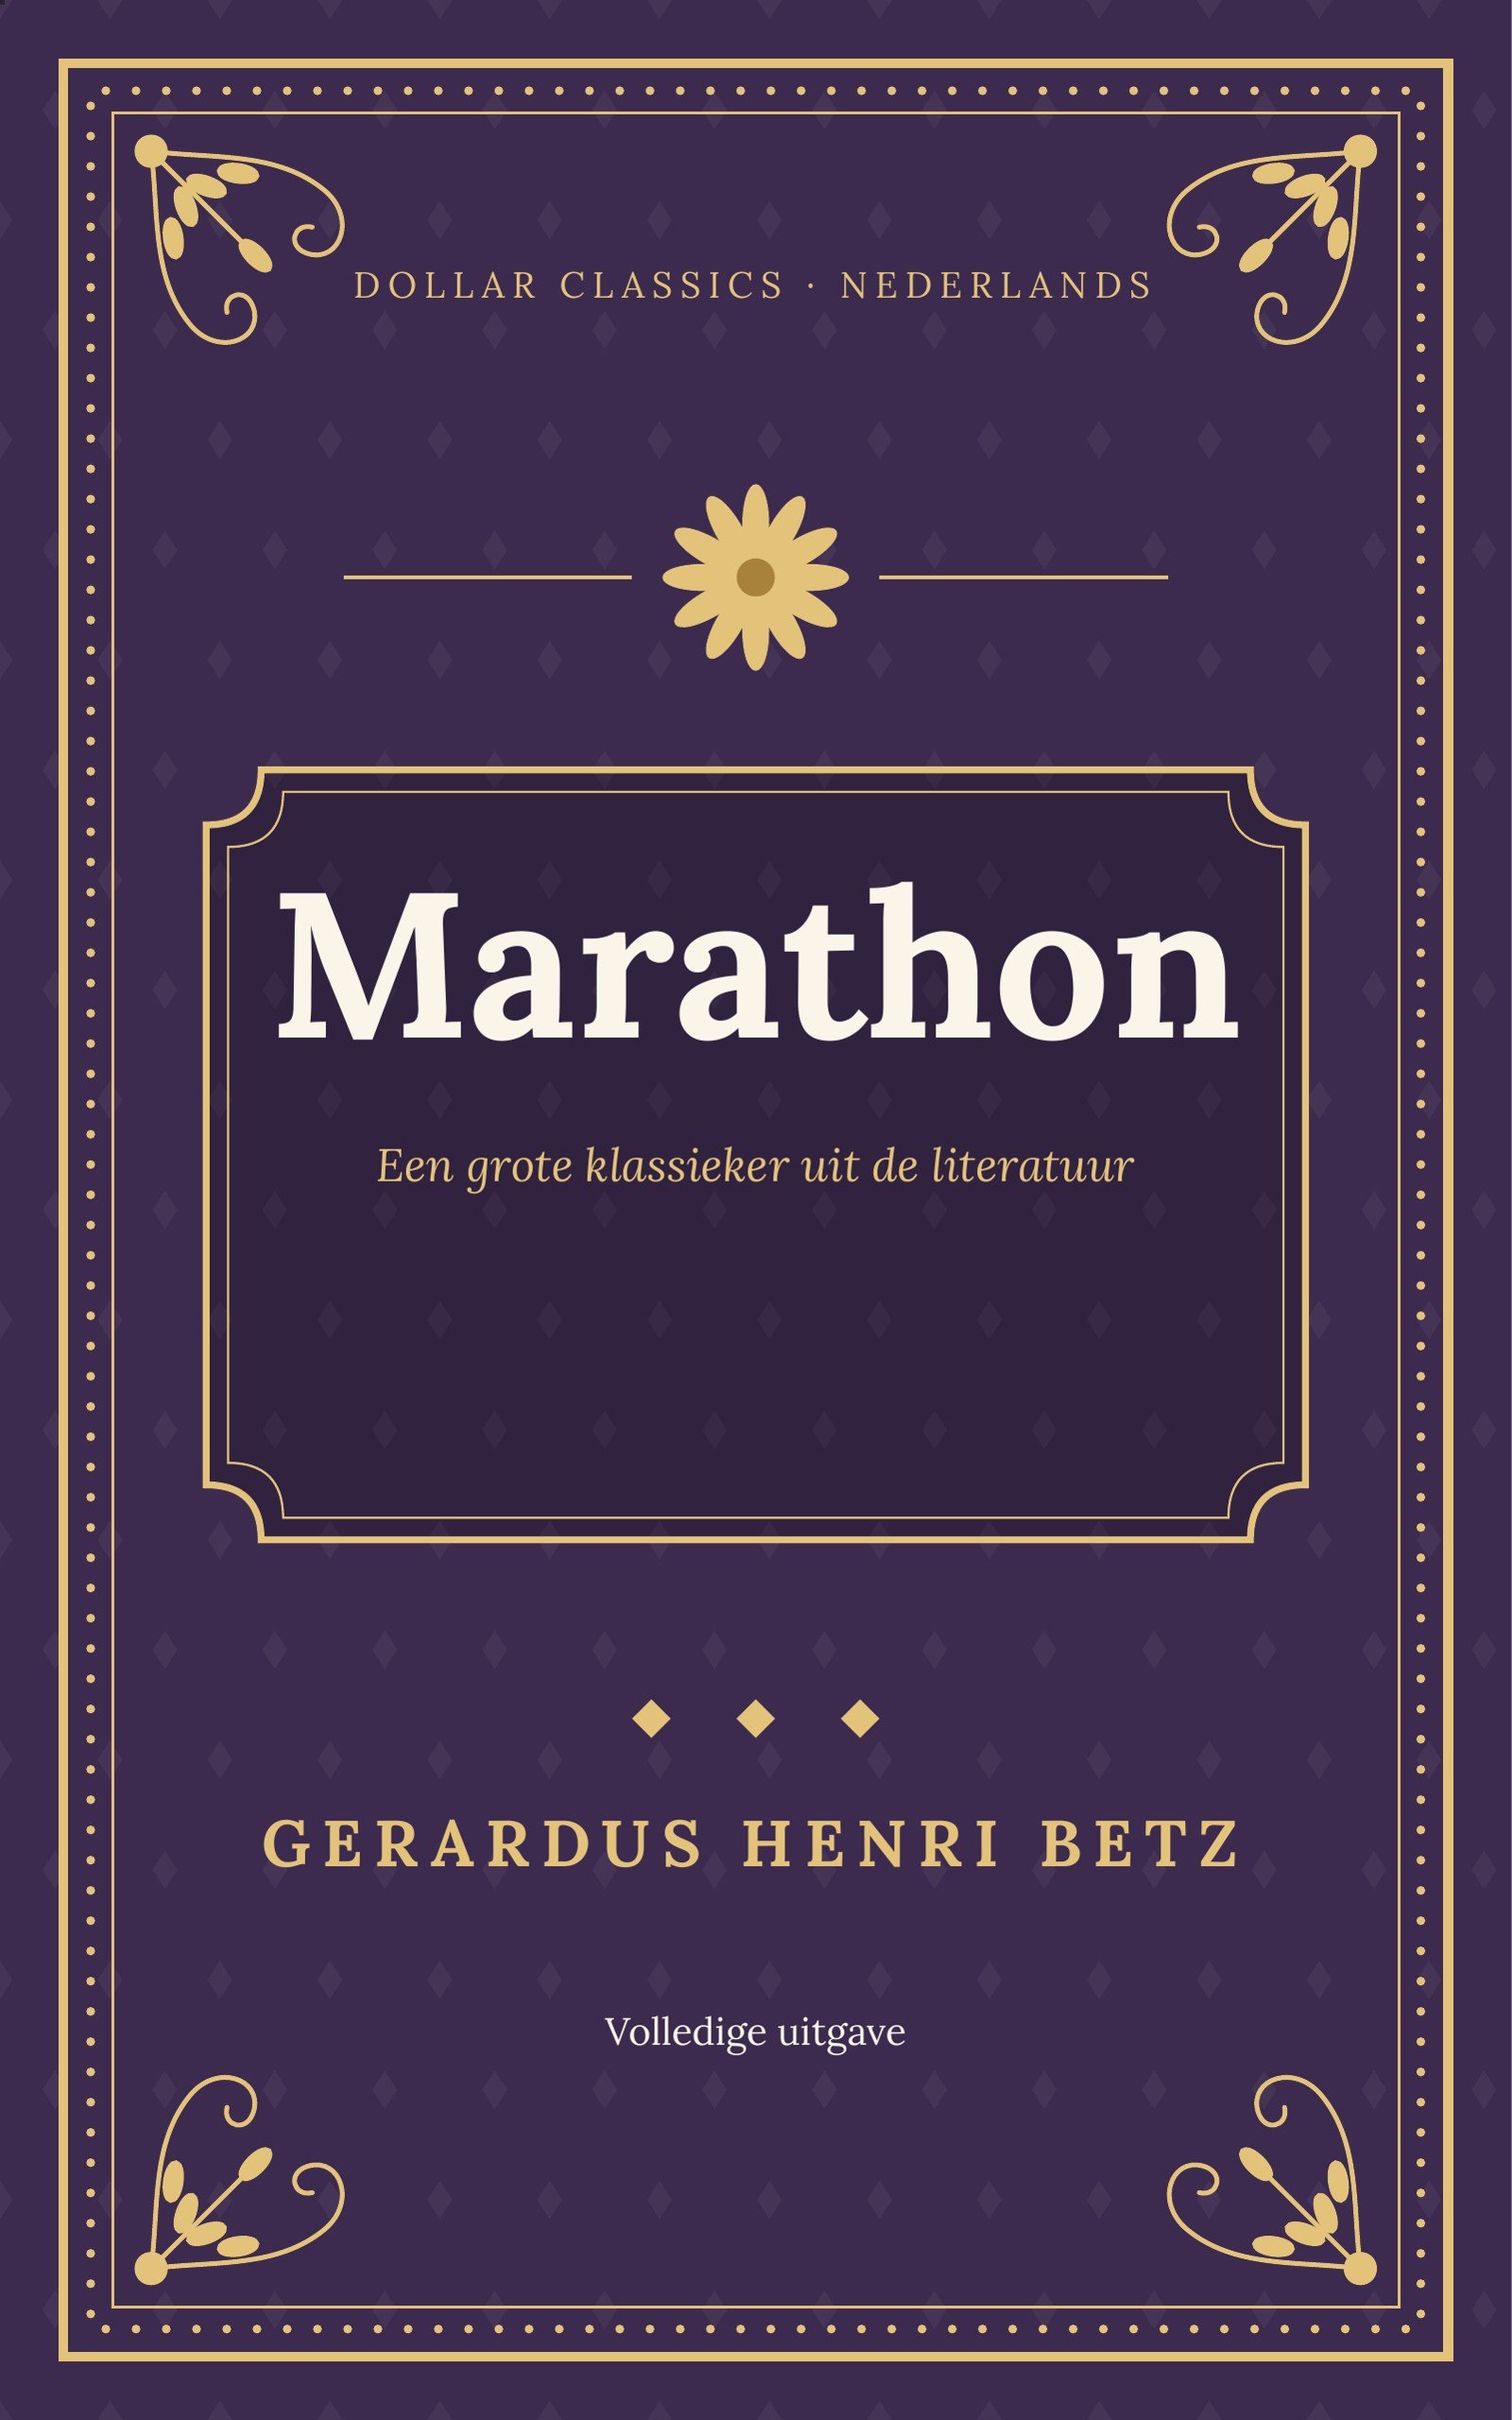 DOLLAR CLASSICS · NEDERLANDS
Marathon
Een grote klassieker uit de literatuur
GERARDUS HENRI BETZ
Volledige uitgave